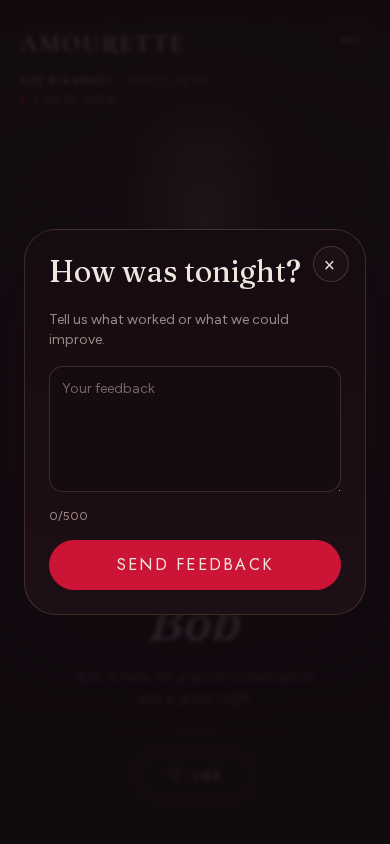 AMOURETTE
How was tonight?
×
Tell us what worked or what we could
improve.
Your feedback
0/500
SEND FEEDBACK
Bob
LIKE